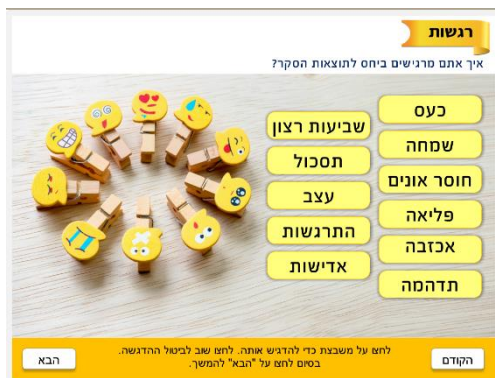 רגשות
איך אתם מרגישים ביחס לתוצאות הסקר?
כעס
שמחה
חוסר אונים
פליאה
אכזבה
תדהמה
שביעות רצון
תסכול
עצב
התרגשות
אדישות
לחצו על משבצת כדי להדגיש אותה. לחצו שוב לביטול ההדגשה.
בסיום לחצו על "הבא" להמשך.
הקודם
הבא